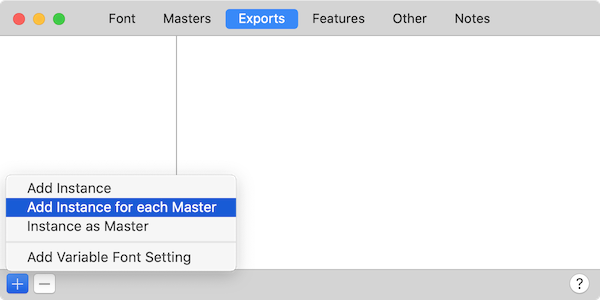 Font Masters Exports Features Other Notes
Add Instance
Add Instance for each Master
Instance as Master
Add Variable Font Setting
+ − ?